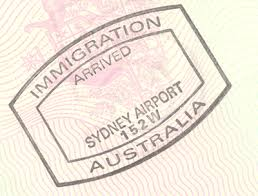 IMMIGRATION
ARRIVED
SYDNEY AIRPORT
152W
AUSTRALIA